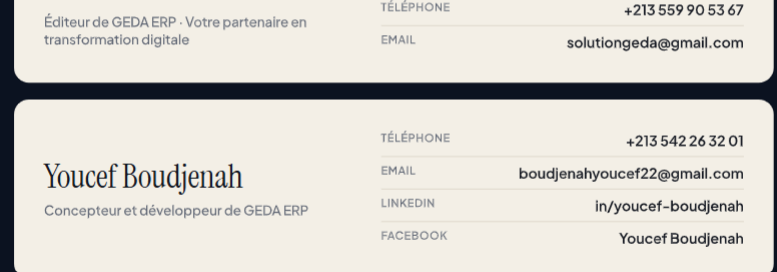 Éditeur de GEDA ERP · Votre partenaire en
transformation digitale
TÉLÉPHONE +213 559 90 53 67
EMAIL solutiongeda@gmail.com
Youcef Boudjenah
Concepteur et développeur de GEDA ERP
TÉLÉPHONE +213 542 26 32 01
EMAIL boudjenahyoucef22@gmail.com
LINKEDIN in/youcef-boudjenah
FACEBOOK Youcef Boudjenah